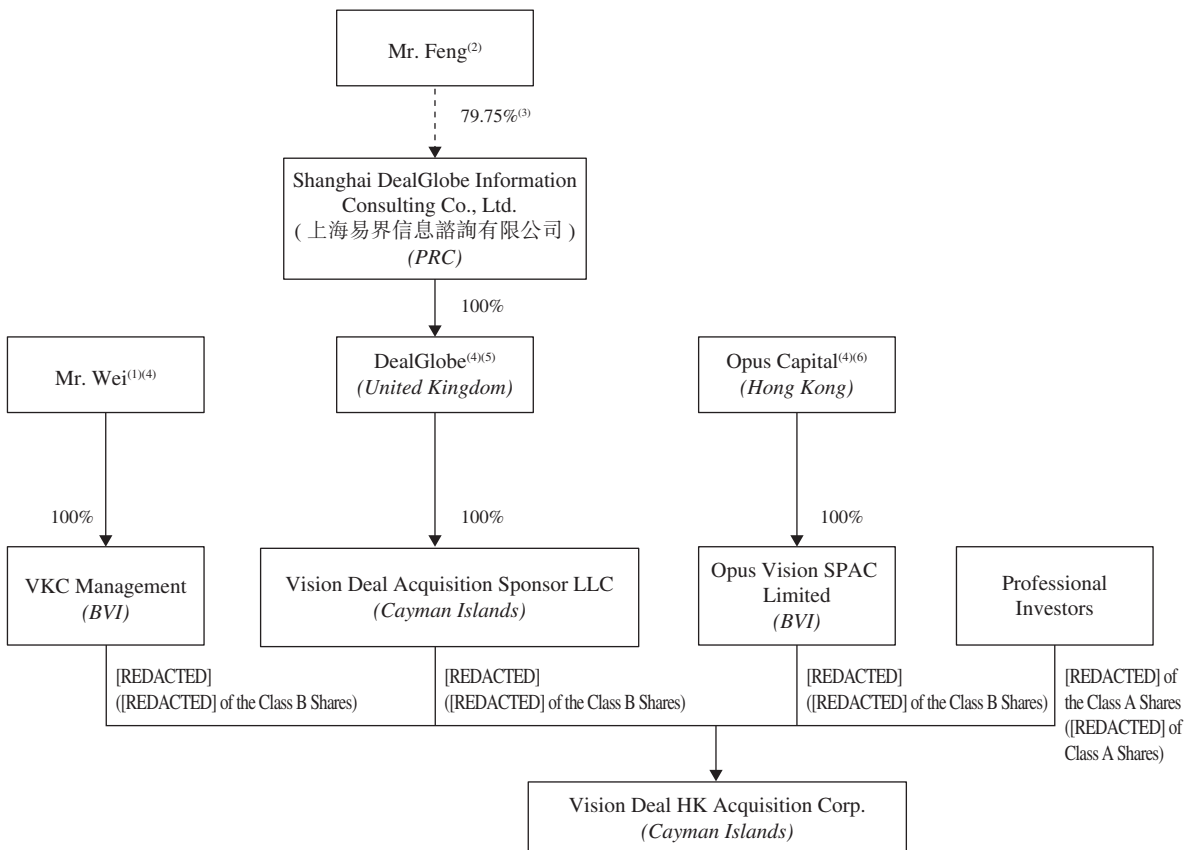 Mr. Feng(2)
79.75%(3)
Shanghai DealGlobe Information
Consulting Co., Ltd.
( 上海易界信息諮詢有限公司 )
(PRC)
100%
Mr. Wei(1)(4)
DealGlobe(4)(5)
(United Kingdom)
Opus Capital(4)(6)
(Hong Kong)
100%
100%
100%
VKC Management
(BVI)
Vision Deal Acquisition Sponsor LLC
(Cayman Islands)
Opus Vision SPAC
Limited
(BVI)
Professional
Investors
[REDACTED]
([REDACTED] of the Class B Shares)
[REDACTED]
([REDACTED] of the Class B Shares)
[REDACTED]
([REDACTED] of the Class B Shares)
[REDACTED] of
the Class A Shares
([REDACTED] of
Class A Shares)
Vision Deal HK Acquisition Corp.
(Cayman Islands)